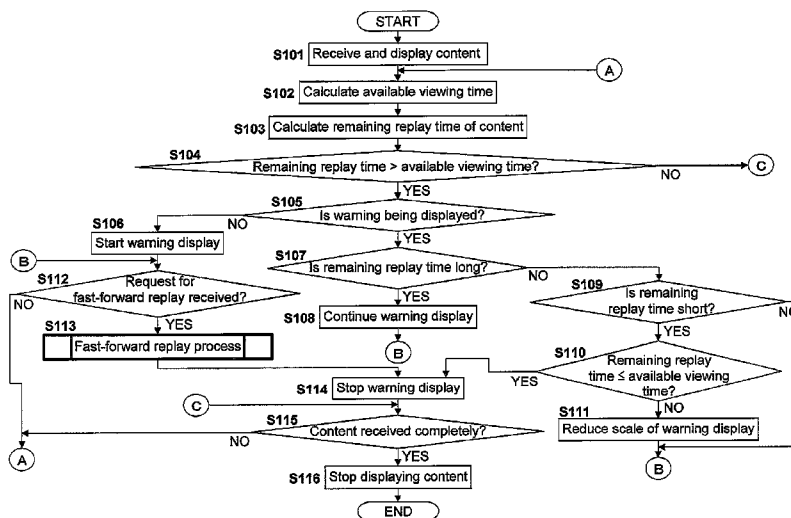 START
S101
Receive and display content
A
S102
Calculate available viewing time
S103
Calculate remaining replay time of content
S104
Remaining replay time > available viewing time?
NO
C
YES
S105
Is warning being displayed?
NO
YES
S106
Start warning display
B
S107
Is remaining replay time long?
NO
YES
S108
Continue warning display
B
S109
Is remaining
replay time short?
NO
YES
S112
Request for
fast-forward replay received?
NO
YES
S113
Fast-forward replay process
S110
Remaining replay
time ≤ available viewing
time?
YES
NO
S111
Reduce scale of warning display
B
S114
Stop warning display
C
S115
Content received completely?
NO
YES
A
S116
Stop displaying content
END